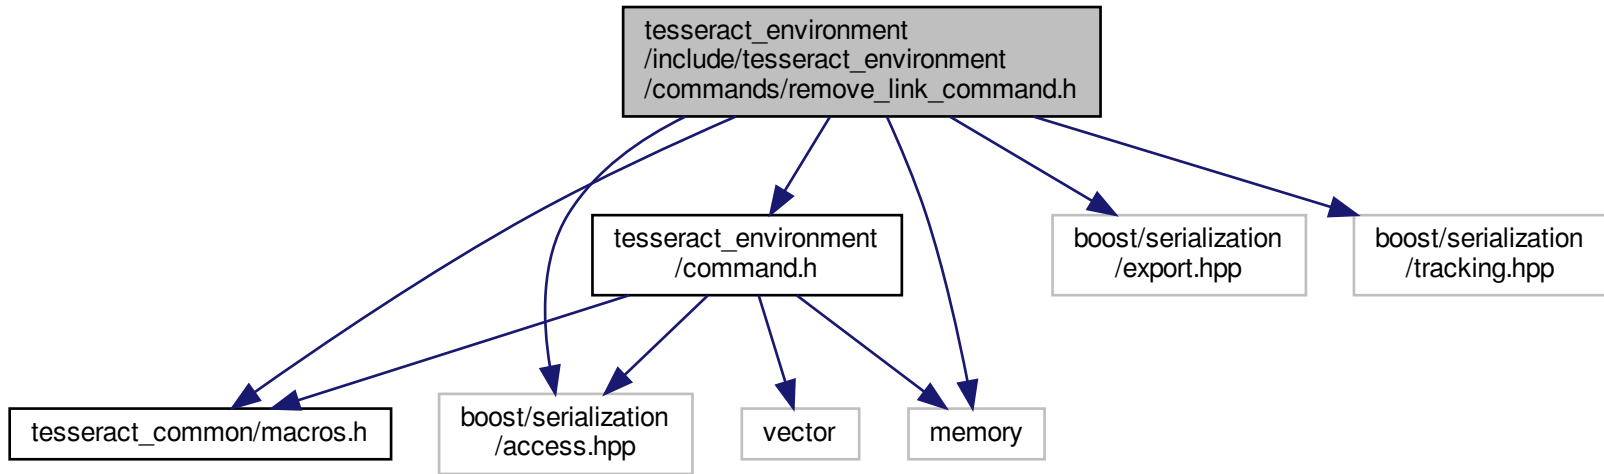 tesseract_environment
/include/tesseract_environment
/commands/remove_link_command.h
tesseract_environment
/command.h
boost/serialization
/export.hpp
boost/serialization
/tracking.hpp
tesseract_common/macros.h
boost/serialization
/access.hpp
vector
memory